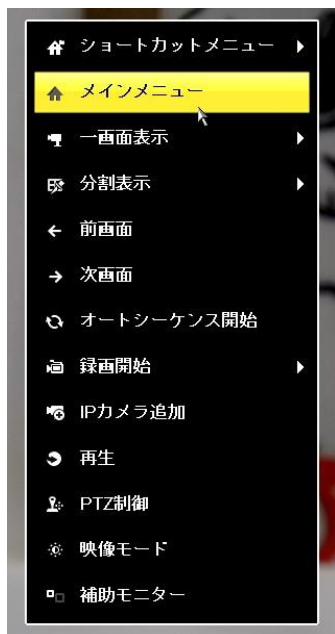 ショートカットメニュー
メインメニュー
一画面表示
分割表示
前画面
次画面
オートシーケンス開始
録画開始
IPカメラ追加
再生
PTZ制御
映像モード
補助モニター